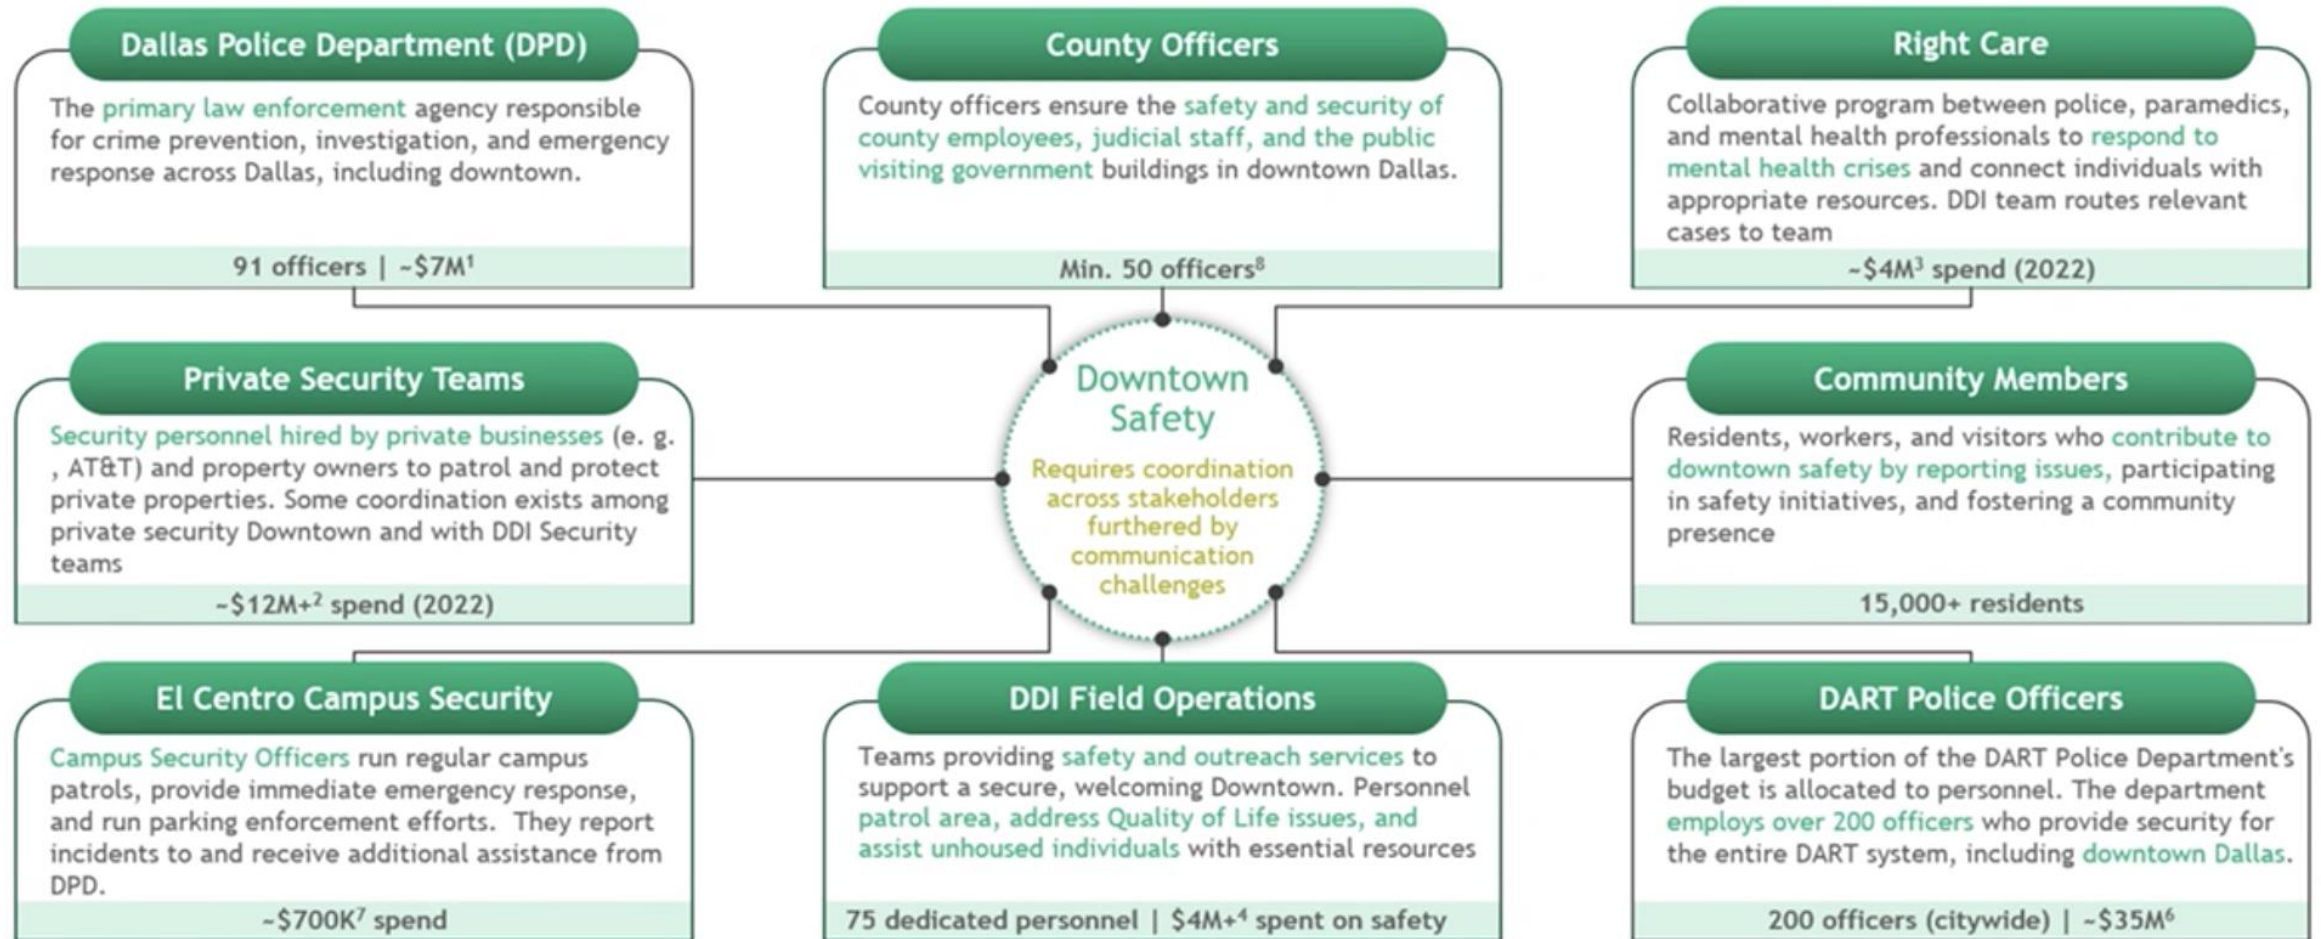 Dallas Police Department (DPD)
The primary law enforcement agency responsible
for crime prevention, investigation, and emergency
response across Dallas, including downtown.
91 officers | ~$7M¹
County Officers
County officers ensure the safety and security of
county employees, judicial staff, and the public
visiting government buildings in downtown Dallas.
Min. 50 officers⁸
Right Care
Collaborative program between police, paramedics,
and mental health professionals to respond to
mental health crises and connect individuals with
appropriate resources. DDI team routes relevant
cases to team
~$4M³ spend (2022)
Private Security Teams
Security personnel hired by private businesses (e. g.
, AT&T) and property owners to patrol and protect
private properties. Some coordination exists among
private security Downtown and with DDI Security
teams
~$12M+² spend (2022)
Downtown
Safety
Requires coordination
across stakeholders
furthered by
communication
challenges
Community Members
Residents, workers, and visitors who contribute to
downtown safety by reporting issues, participating
in safety initiatives, and fostering a community
presence
15,000+ residents
El Centro Campus Security
Campus Security Officers run regular campus
patrols, provide immediate emergency response,
and run parking enforcement efforts. They report
incidents to and receive additional assistance from
DPD.
~$700K⁷ spend
DDI Field Operations
Teams providing safety and outreach services to
support a secure, welcoming Downtown. Personnel
patrol area, address Quality of Life issues, and
assist unhoused individuals with essential resources
75 dedicated personnel | $4M+⁴ spent on safety
DART Police Officers
The largest portion of the DART Police Department's
budget is allocated to personnel. The department
employs over 200 officers who provide security for
the entire DART system, including downtown Dallas.
200 officers (citywide) | ~$35M⁶